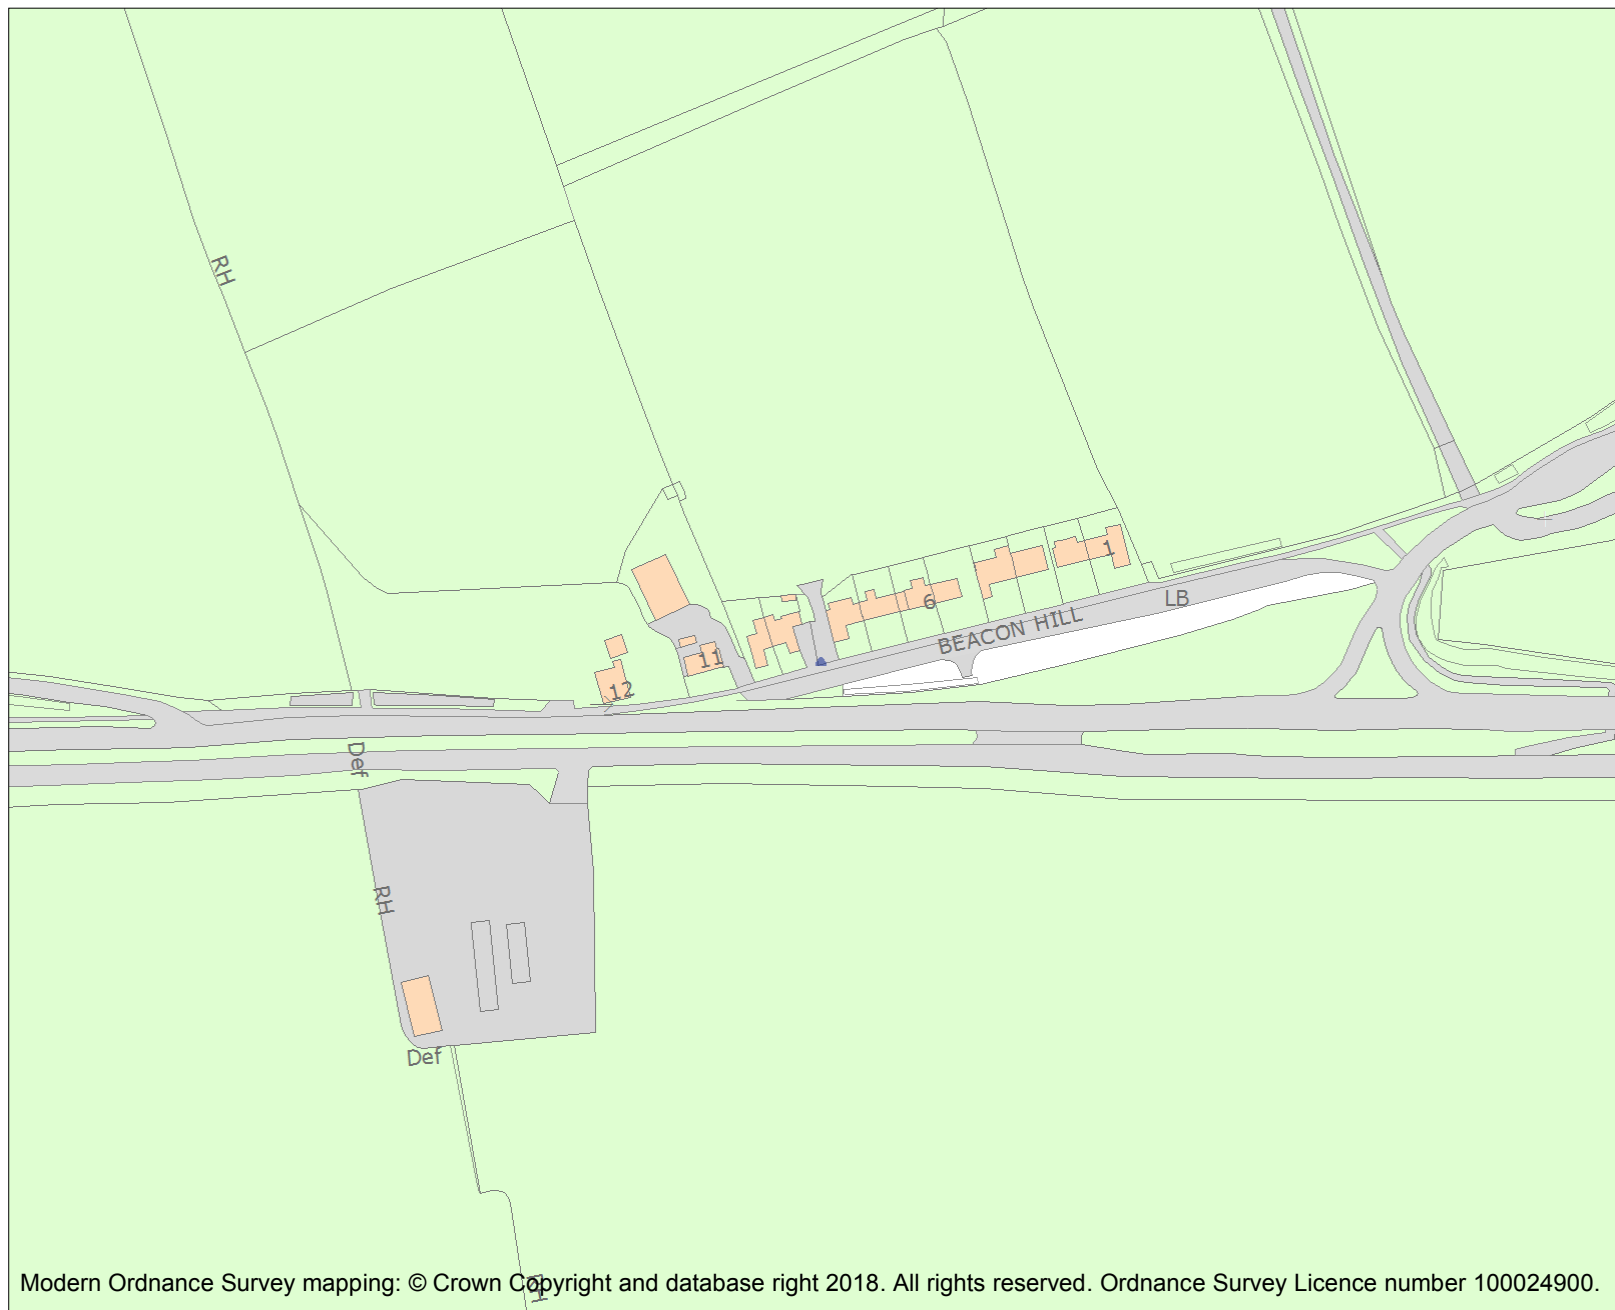 RH
1
6
LB
BEACON HILL
11
12
Def
RH
Def
RH
Modern Ordnance Survey mapping: © Crown Copyright and database right 2018. All rights reserved. Ordnance Survey Licence number 100024900.